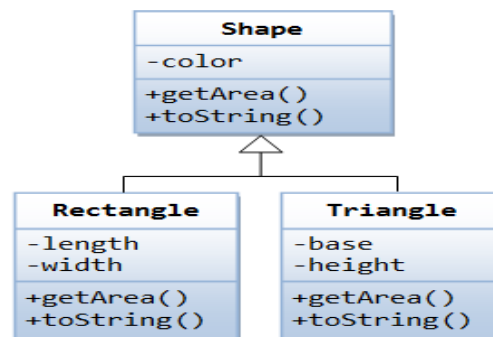 Shape
-color
+getArea()
+toString()
Rectangle
-length
-width
+getArea()
+toString()
Triangle
-base
-height
+getArea()
+toString()